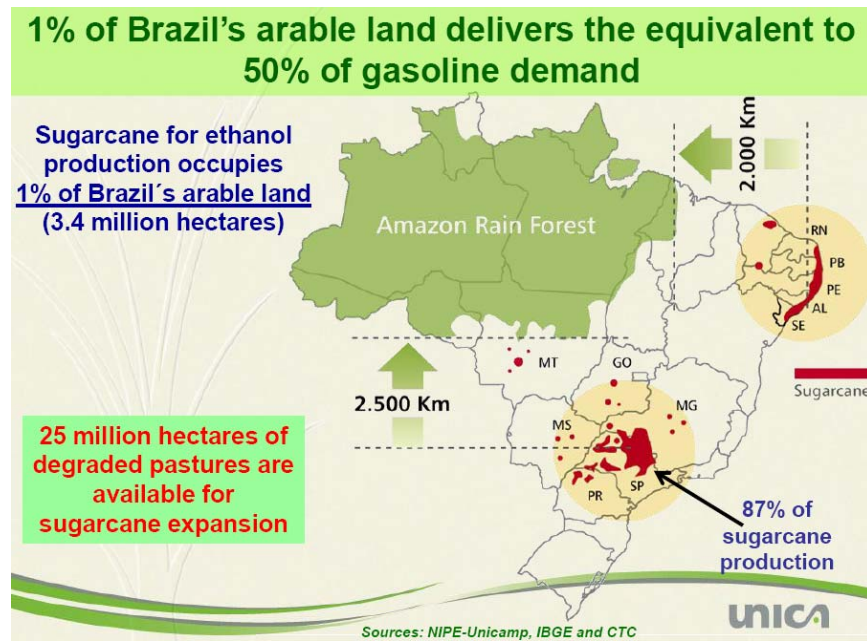 1% of Brazil's arable land delivers the equivalent to
50% of gasoline demand
Sugarcane for ethanol
production occupies
1% of Brazil´s arable land
(3.4 million hectares)
2.000 Km
Amazon Rain Forest
RN
PB
PE
AL
SE
MT
GO
2.500 Km
MG
MS
Sugarcane
PR
SP
25 million hectares of
degraded pastures are
available for
sugarcane expansion
87% of
sugarcane
production
unica
Sources: NIPE-Unicamp, IBGE and CTC